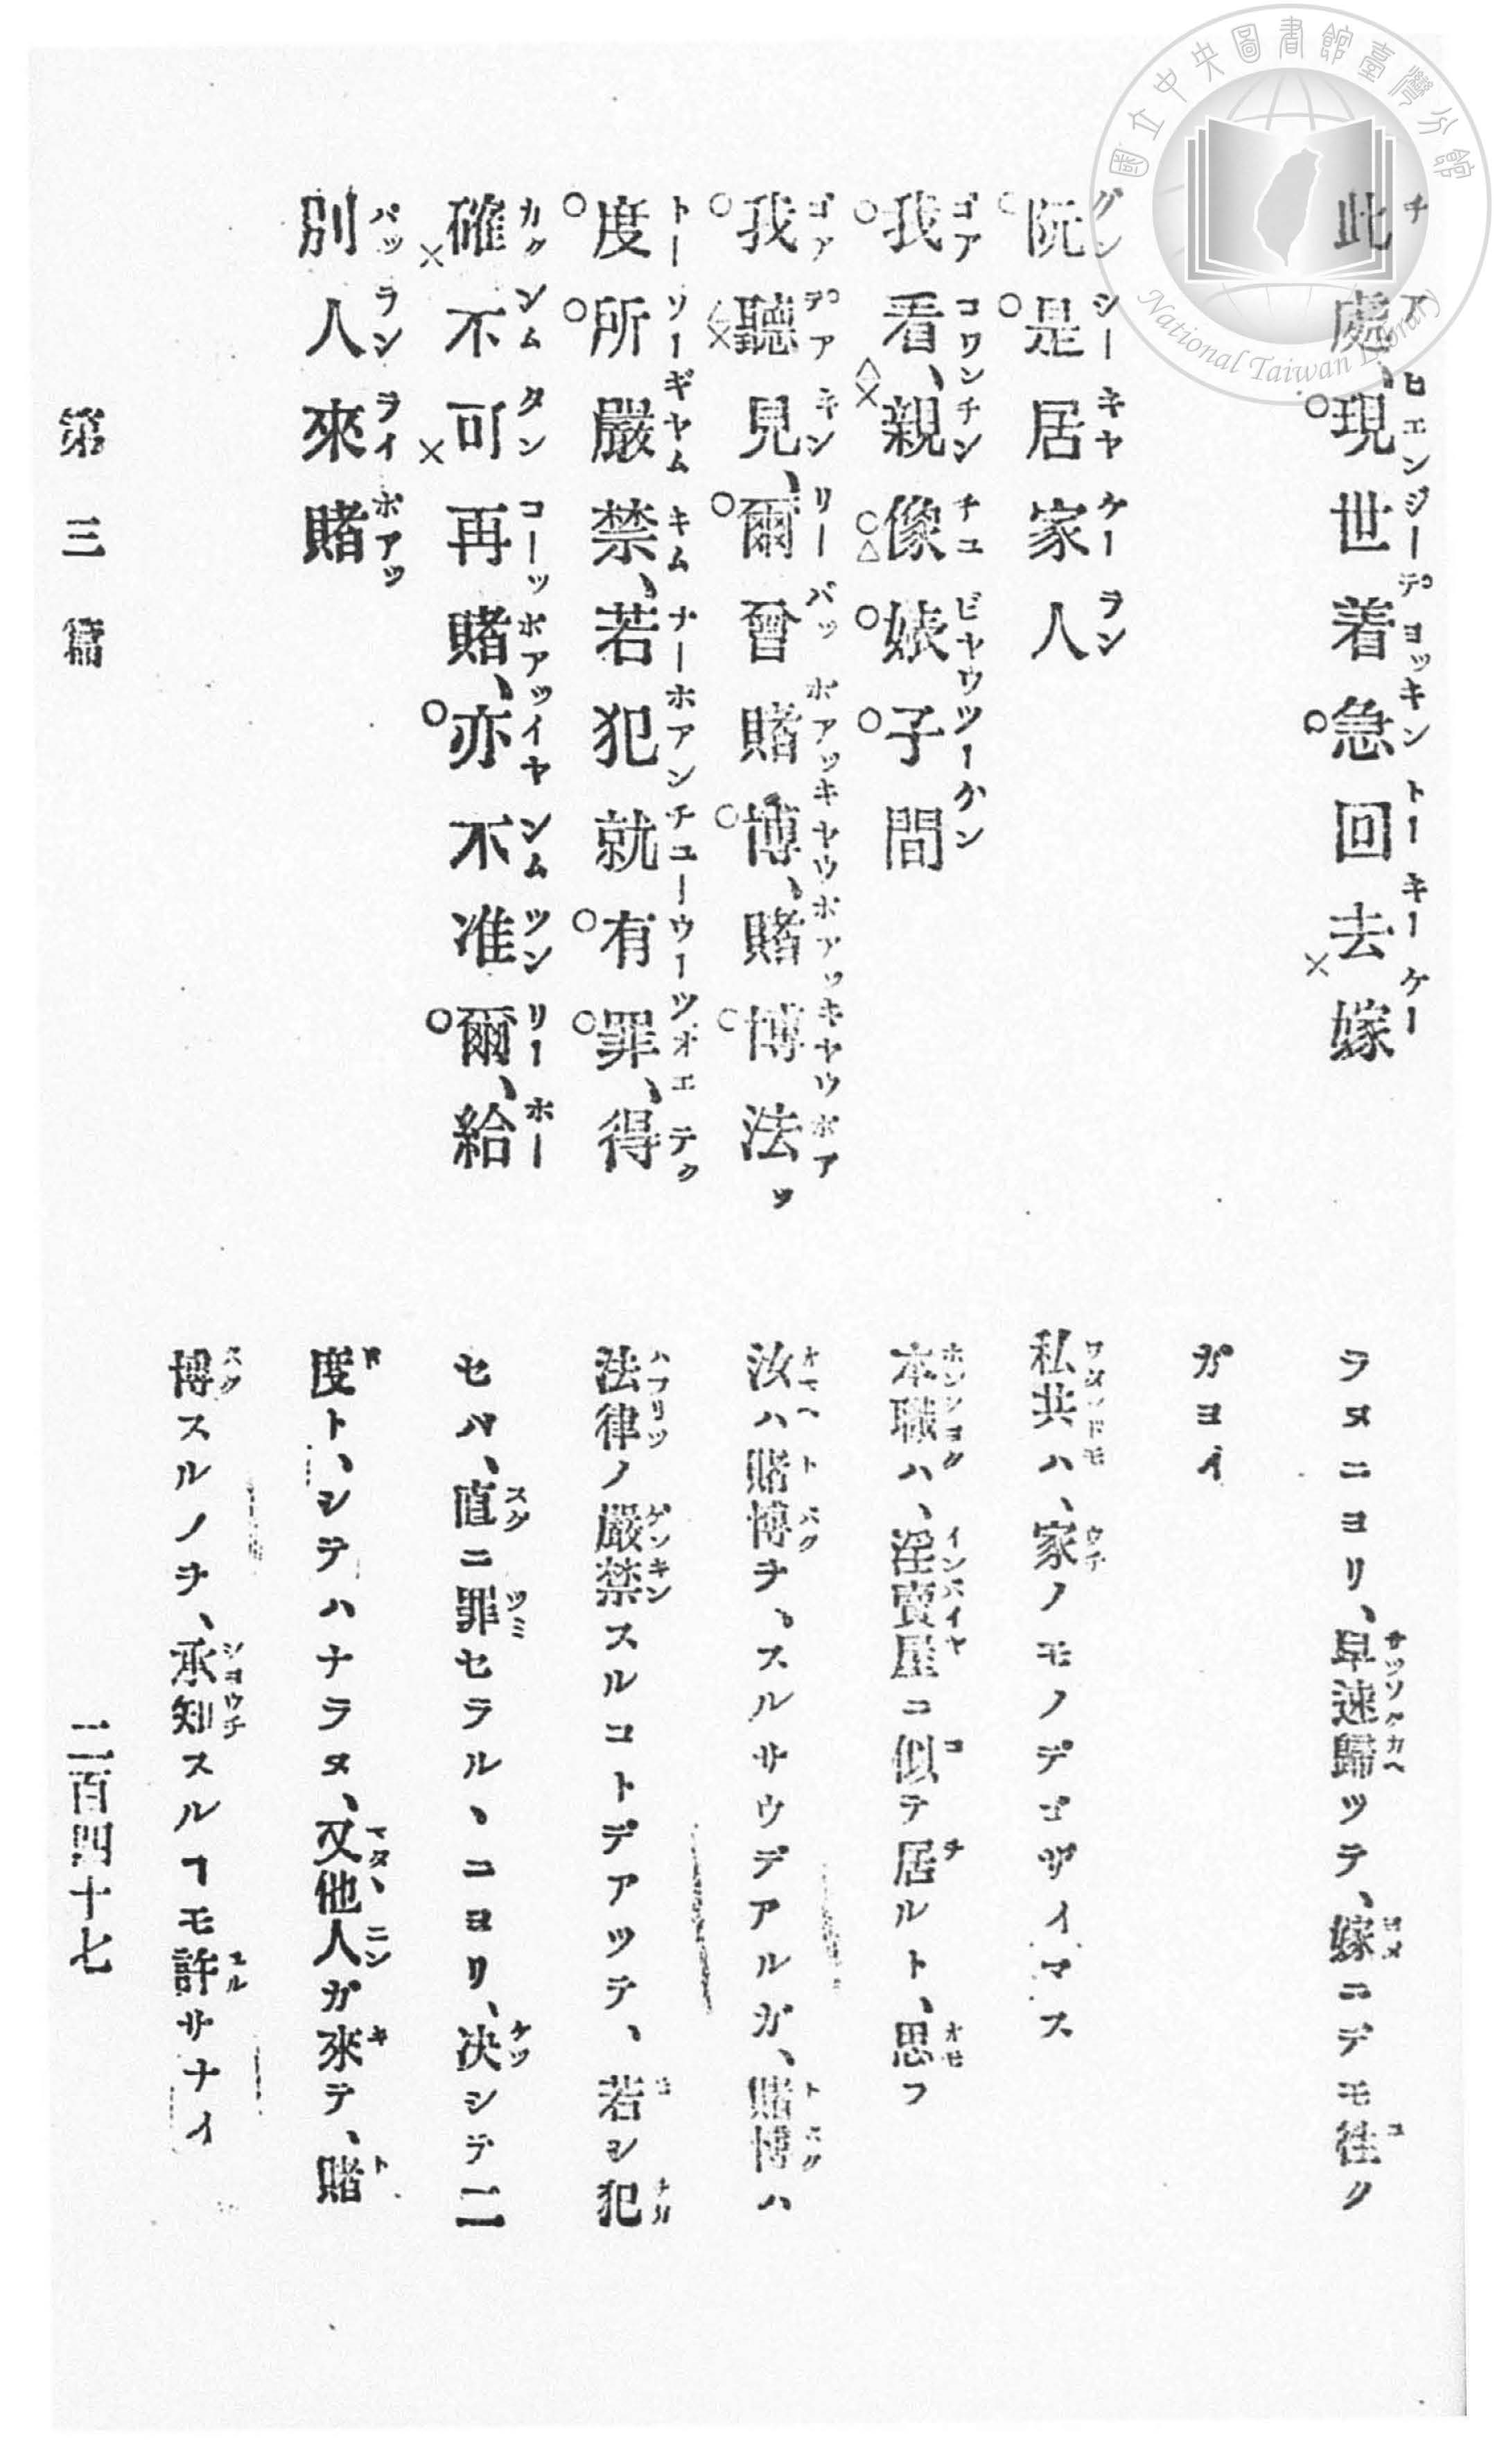 國立中央圖書館臺灣分館
National Taiwan Library
此處、現世着急回去嫁
阮是居家人
我看、親像婊子間
我聽見、爾曾賭博、賭博法
度所嚴禁、若犯就有罪、得
確不可再賭、亦不准爾、給
別人來賭
ラヌニヨリ、早速歸ツテ、嫁ニデモ往ク
ガヨイ
私共ハ、家ノモノデゴザイマス
本職ハ、淫賣屋ニ似テ居ルト、思フ
汝ハ賭博ヲ、スルサウデアルガ、賭博ハ
法律ノ嚴禁スルコトデアツテ、若シ犯
セバ、直ニ罪セラルヽニヨリ、决シテ二
度ト、シテハナラヌ、又他人ガ來テ、賭
博スルノヲ、承知スルヿモ許サナイ
第三篇
二百四十七